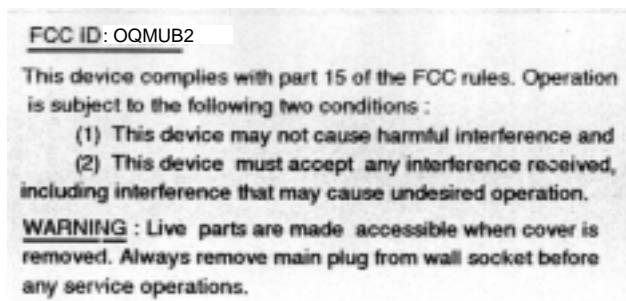 FCC ID: OQMUB2
This device complies with part 15 of the FCC rules. Operation
is subject to the following two conditions :
(1) This device may not cause harmful interference and
(2) This device must accept any interference received,
including interference that may cause undesired operation.
WARNING : Live parts are made accessible when cover is
removed. Always remove main plug from wall socket before
any service operations.